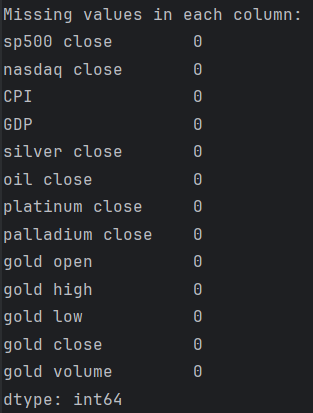 Missing values in each column:
sp500 close        0
nasdaq close       0
CPI                0
GDP                0
silver close       0
oil close          0
platinum close     0
palladium close    0
gold open          0
gold high          0
gold low           0
gold close         0
gold volume        0
dtype: int64